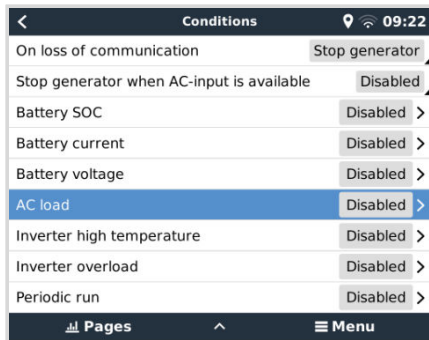 Conditions 09:22
On loss of communication Stop generator
Stop generator when AC-input is available Disabled
Battery SOC Disabled
Battery current Disabled
Battery voltage Disabled
AC load Disabled
Inverter high temperature Disabled
Inverter overload Disabled
Periodic run Disabled
Pages Menu